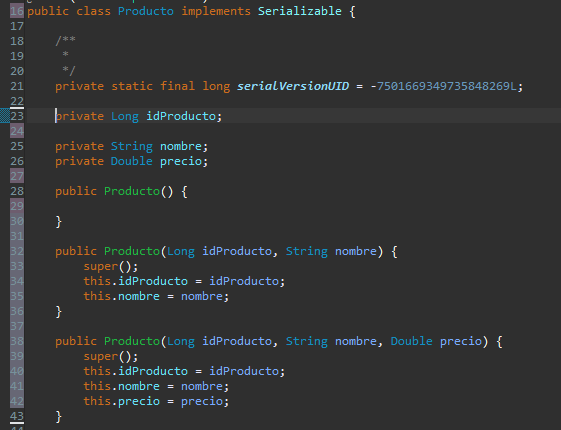 16 public class Producto implements Serializable {
17
18     /**
19      *
20      */
21     private static final long serialVersionUID = -7501669349735848269L;
22
23     private Long idProducto;
24
25     private String nombre;
26     private Double precio;
27
28     public Producto() {
29
30     }
31
32     public Producto(Long idProducto, String nombre) {
33         super();
34         this.idProducto = idProducto;
35         this.nombre = nombre;
36     }
37
38     public Producto(Long idProducto, String nombre, Double precio) {
39         super();
40         this.idProducto = idProducto;
41         this.nombre = nombre;
42         this.precio = precio;
43     }